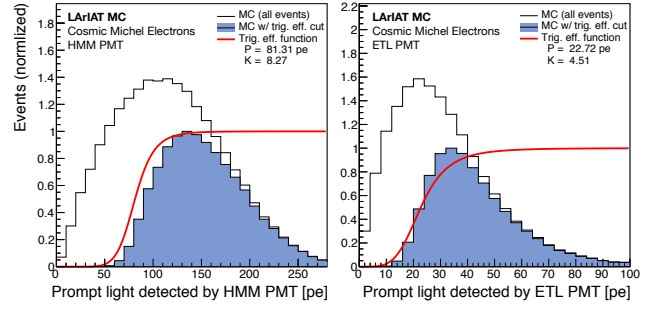 LArIAT MC
Cosmic Michel Electrons
HMM PMT
MC (all events)
MC w/ trig. eff cut
Trig. eff function
P = 81.31 pe
K = 8.27
Events (normlized)
1.8
1.6
1.4
1.2
1
0.8
0.6
0.4
0.2
0
0 50 100 150 200 250
Prompt light detected by HMM PMT [pe]
LArIAT MC
Cosmic Michel Electrons
ETL PMT
MC (all events)
MC w/ trig. eff cut
Trig. eff function
P = 22.72 pe
K = 4.51
2.2
2
1.8
1.6
1.4
1.2
1
0.8
0.6
0.4
0.2
0
0 10 20 30 40 50 60 70 80 90 100
Prompt light detected by ETL PMT [pe]